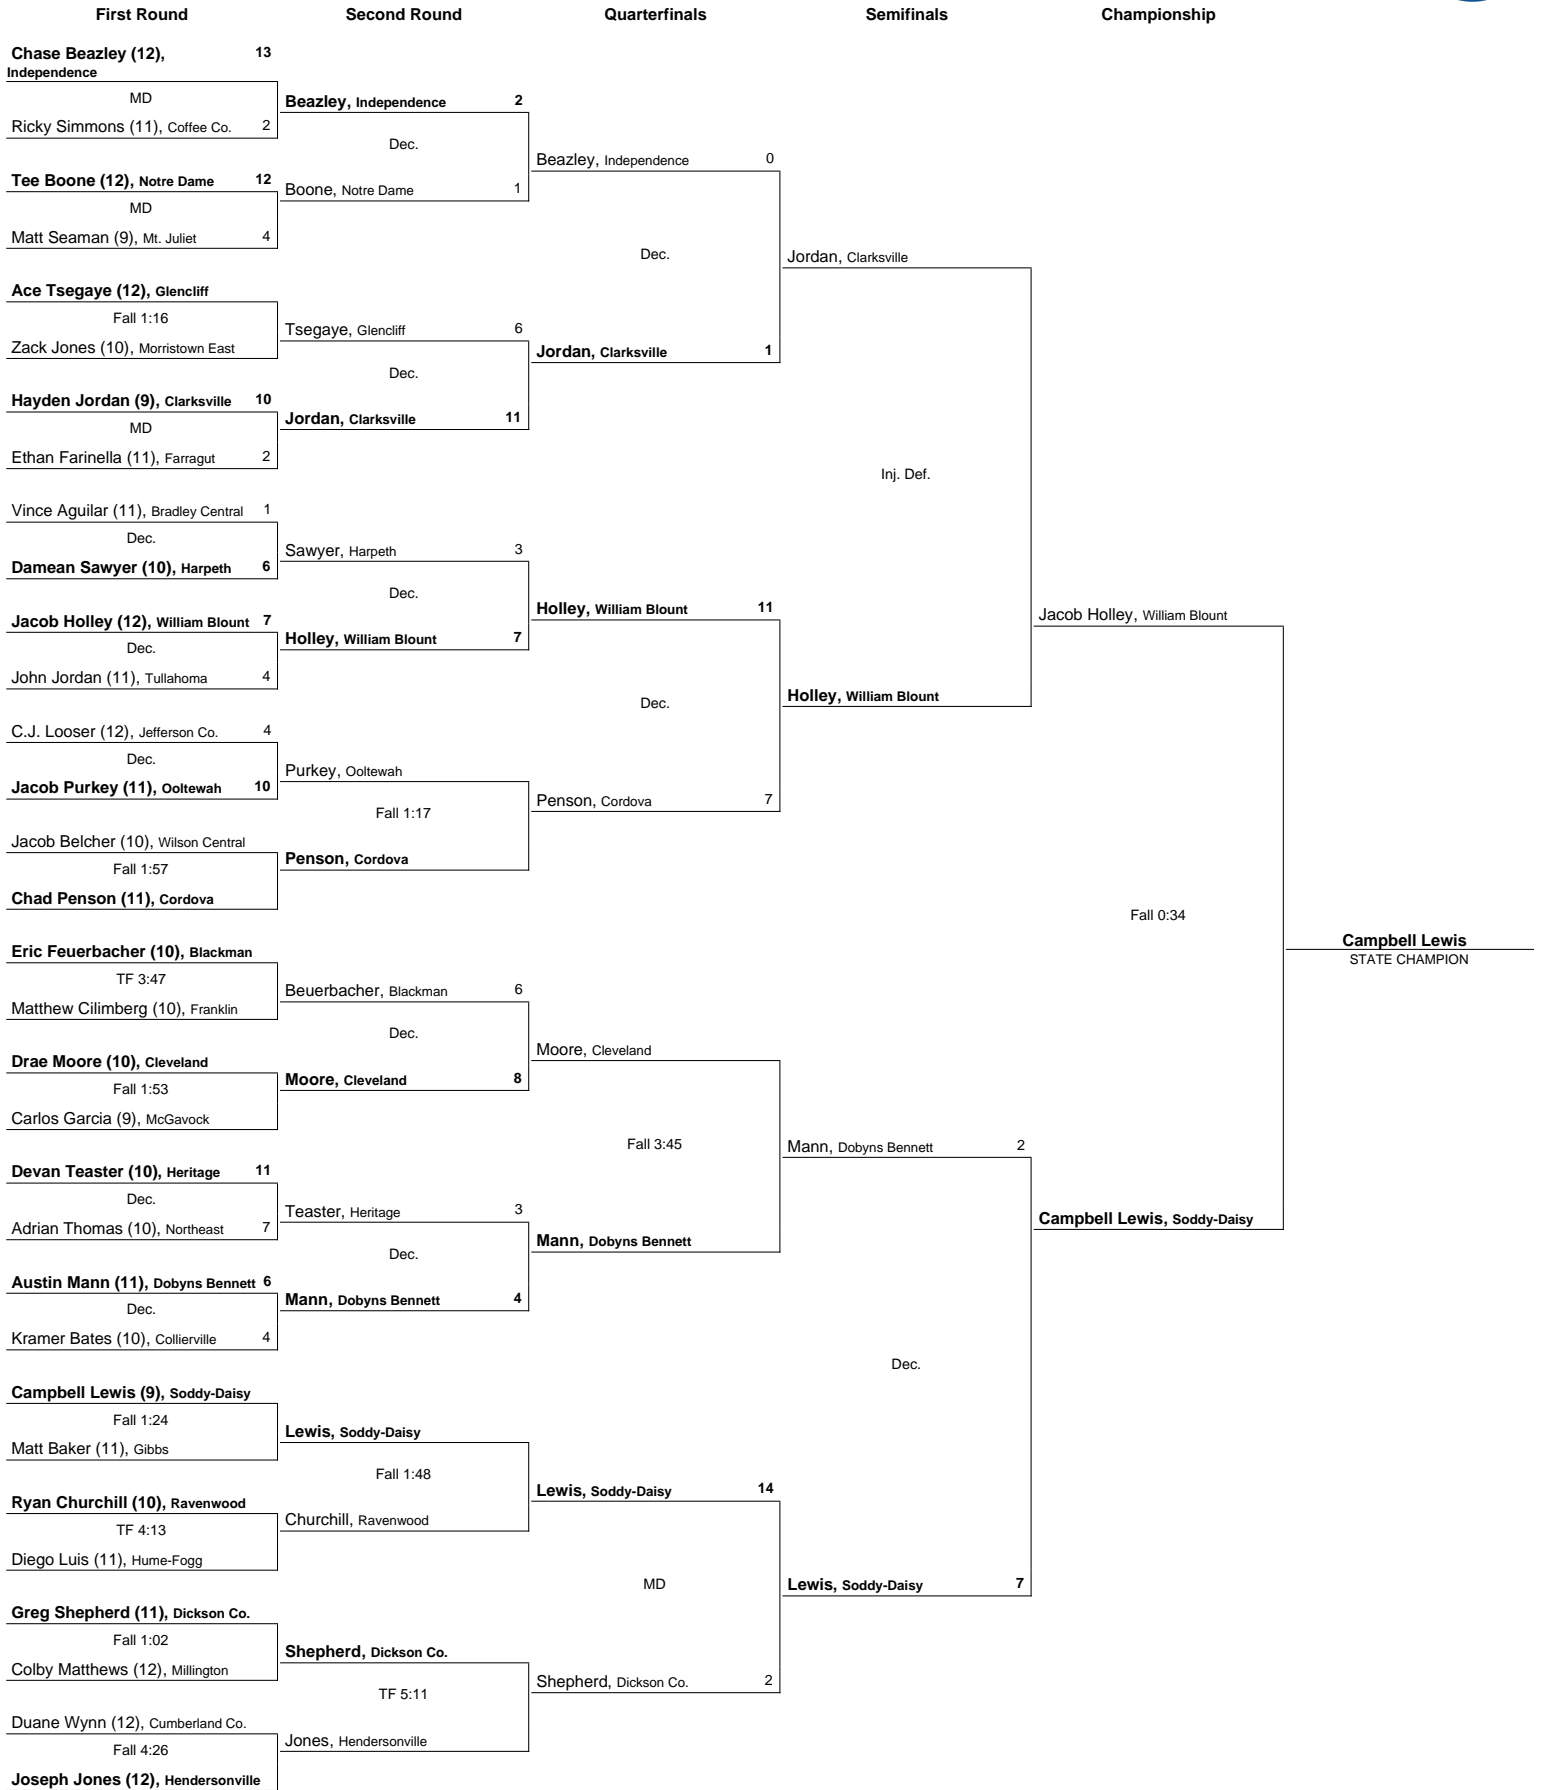 First Round Second Round Quarterfinals Semifinals Championship
Chase Beazley (12), 13
Independence
MD
Ricky Simmons (11), Coffee Co. 2
Tee Boone (12), Notre Dame 12
MD
Matt Seaman (9), Mt. Juliet 4
Ace Tsegaye (12), Glencliff
Fall 1:16
Zack Jones (10), Morristown East
Hayden Jordan (9), Clarksville 10
MD
Ethan Farinella (11), Farragut 2
Vince Aguilar (11), Bradley Central 1
Dec.
Damean Sawyer (10), Harpeth 6
Jacob Holley (12), William Blount 7
Dec.
John Jordan (11), Tullahoma 4
C.J. Looser (12), Jefferson Co. 4
Dec.
Jacob Purkey (11), Ooltewah 10
Jacob Belcher (10), Wilson Central
Fall 1:57
Chad Penson (11), Cordova
Eric Feuerbacher (10), Blackman
TF 3:47
Matthew Cilimberg (10), Franklin
Drae Moore (10), Cleveland
Fall 1:53
Carlos Garcia (9), McGavock
Devan Teaster (10), Heritage 11
Dec.
Adrian Thomas (10), Northeast 7
Austin Mann (11), Dobyns Bennett 6
Dec.
Kramer Bates (10), Collierville 4
Campbell Lewis (9), Soddy-Daisy
Fall 1:24
Matt Baker (11), Gibbs
Ryan Churchill (10), Ravenwood
TF 4:13
Diego Luis (11), Hume-Fogg
Greg Shepherd (11), Dickson Co.
Fall 1:02
Colby Matthews (12), Millington
Duane Wynn (12), Cumberland Co.
Fall 4:26
Joseph Jones (12), Hendersonville
Beazley, Independence 2
Dec.
Boone, Notre Dame 1
Tsegaye, Glencliff 6
Dec.
Jordan, Clarksville 11
Sawyer, Harpeth 3
Dec.
Holley, William Blount 7
Purkey, Ooltewah
Fall 1:17
Penson, Cordova
Beuerbacher, Blackman 6
Dec.
Moore, Cleveland 8
Teaster, Heritage 3
Dec.
Mann, Dobyns Bennett 4
Lewis, Soddy-Daisy
Fall 1:48
Churchill, Ravenwood
Shepherd, Dickson Co.
TF 5:11
Jones, Hendersonville
Beazley, Independence 0
Dec.
Jordan, Clarksville 1
Holley, William Blount 11
Dec.
Penson, Cordova 7
Moore, Cleveland
Fall 3:45
Mann, Dobyns Bennett
Lewis, Soddy-Daisy 14
MD
Shepherd, Dickson Co. 2
Jordan, Clarksville
Inj. Def.
Holley, William Blount
Mann, Dobyns Bennett 2
Dec.
Lewis, Soddy-Daisy 7
Jacob Holley, William Blount
Fall 0:34
Campbell Lewis, Soddy-Daisy
Campbell Lewis
STATE CHAMPION